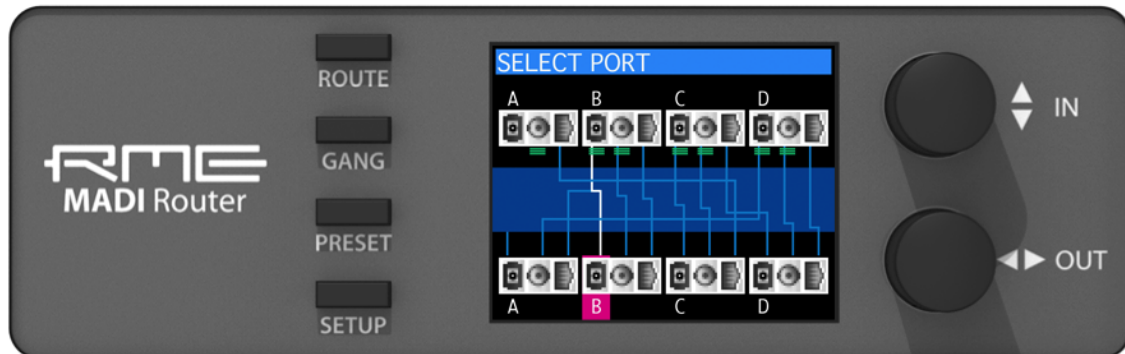 RME
MADI Router
ROUTE
GANG
PRESET
SETUP
SELECT PORT
A B C D
A B C D
IN
OUT